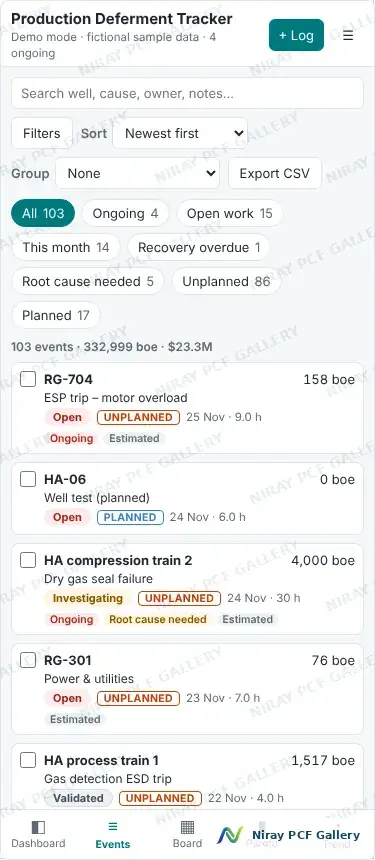 Production Deferment Tracker
Demo mode · fictional sample data · 4
ongoing
+ Log
☰
Search well, cause, owner, notes...
Filters Sort Newest first
Group None Export CSV
All 103 Ongoing 4 Open work 15
This month 14 Recovery overdue 1
Root cause needed 5 Unplanned 86
Planned 17
103 events · 332,999 boe · $23.3M
RG-704 158 boe
ESP trip – motor overload
Open UNPLANNED 25 Nov · 9.0 h
Ongoing Estimated
HA-06 0 boe
Well test (planned)
Open PLANNED 24 Nov · 6.0 h
HA compression train 2 4,000 boe
Dry gas seal failure
Investigating UNPLANNED 24 Nov · 30 h
Ongoing Root cause needed Estimated
RG-301 76 boe
Power & utilities
Open UNPLANNED 23 Nov · 7.0 h
Estimated
HA process train 1 1,517 boe
Gas detection ESD trip
Validated UNPLANNED 22 Nov · 4.0 h
Dashboard Events Board Trend
Niray PCF Gallery
NIRAY PCF GALLERY